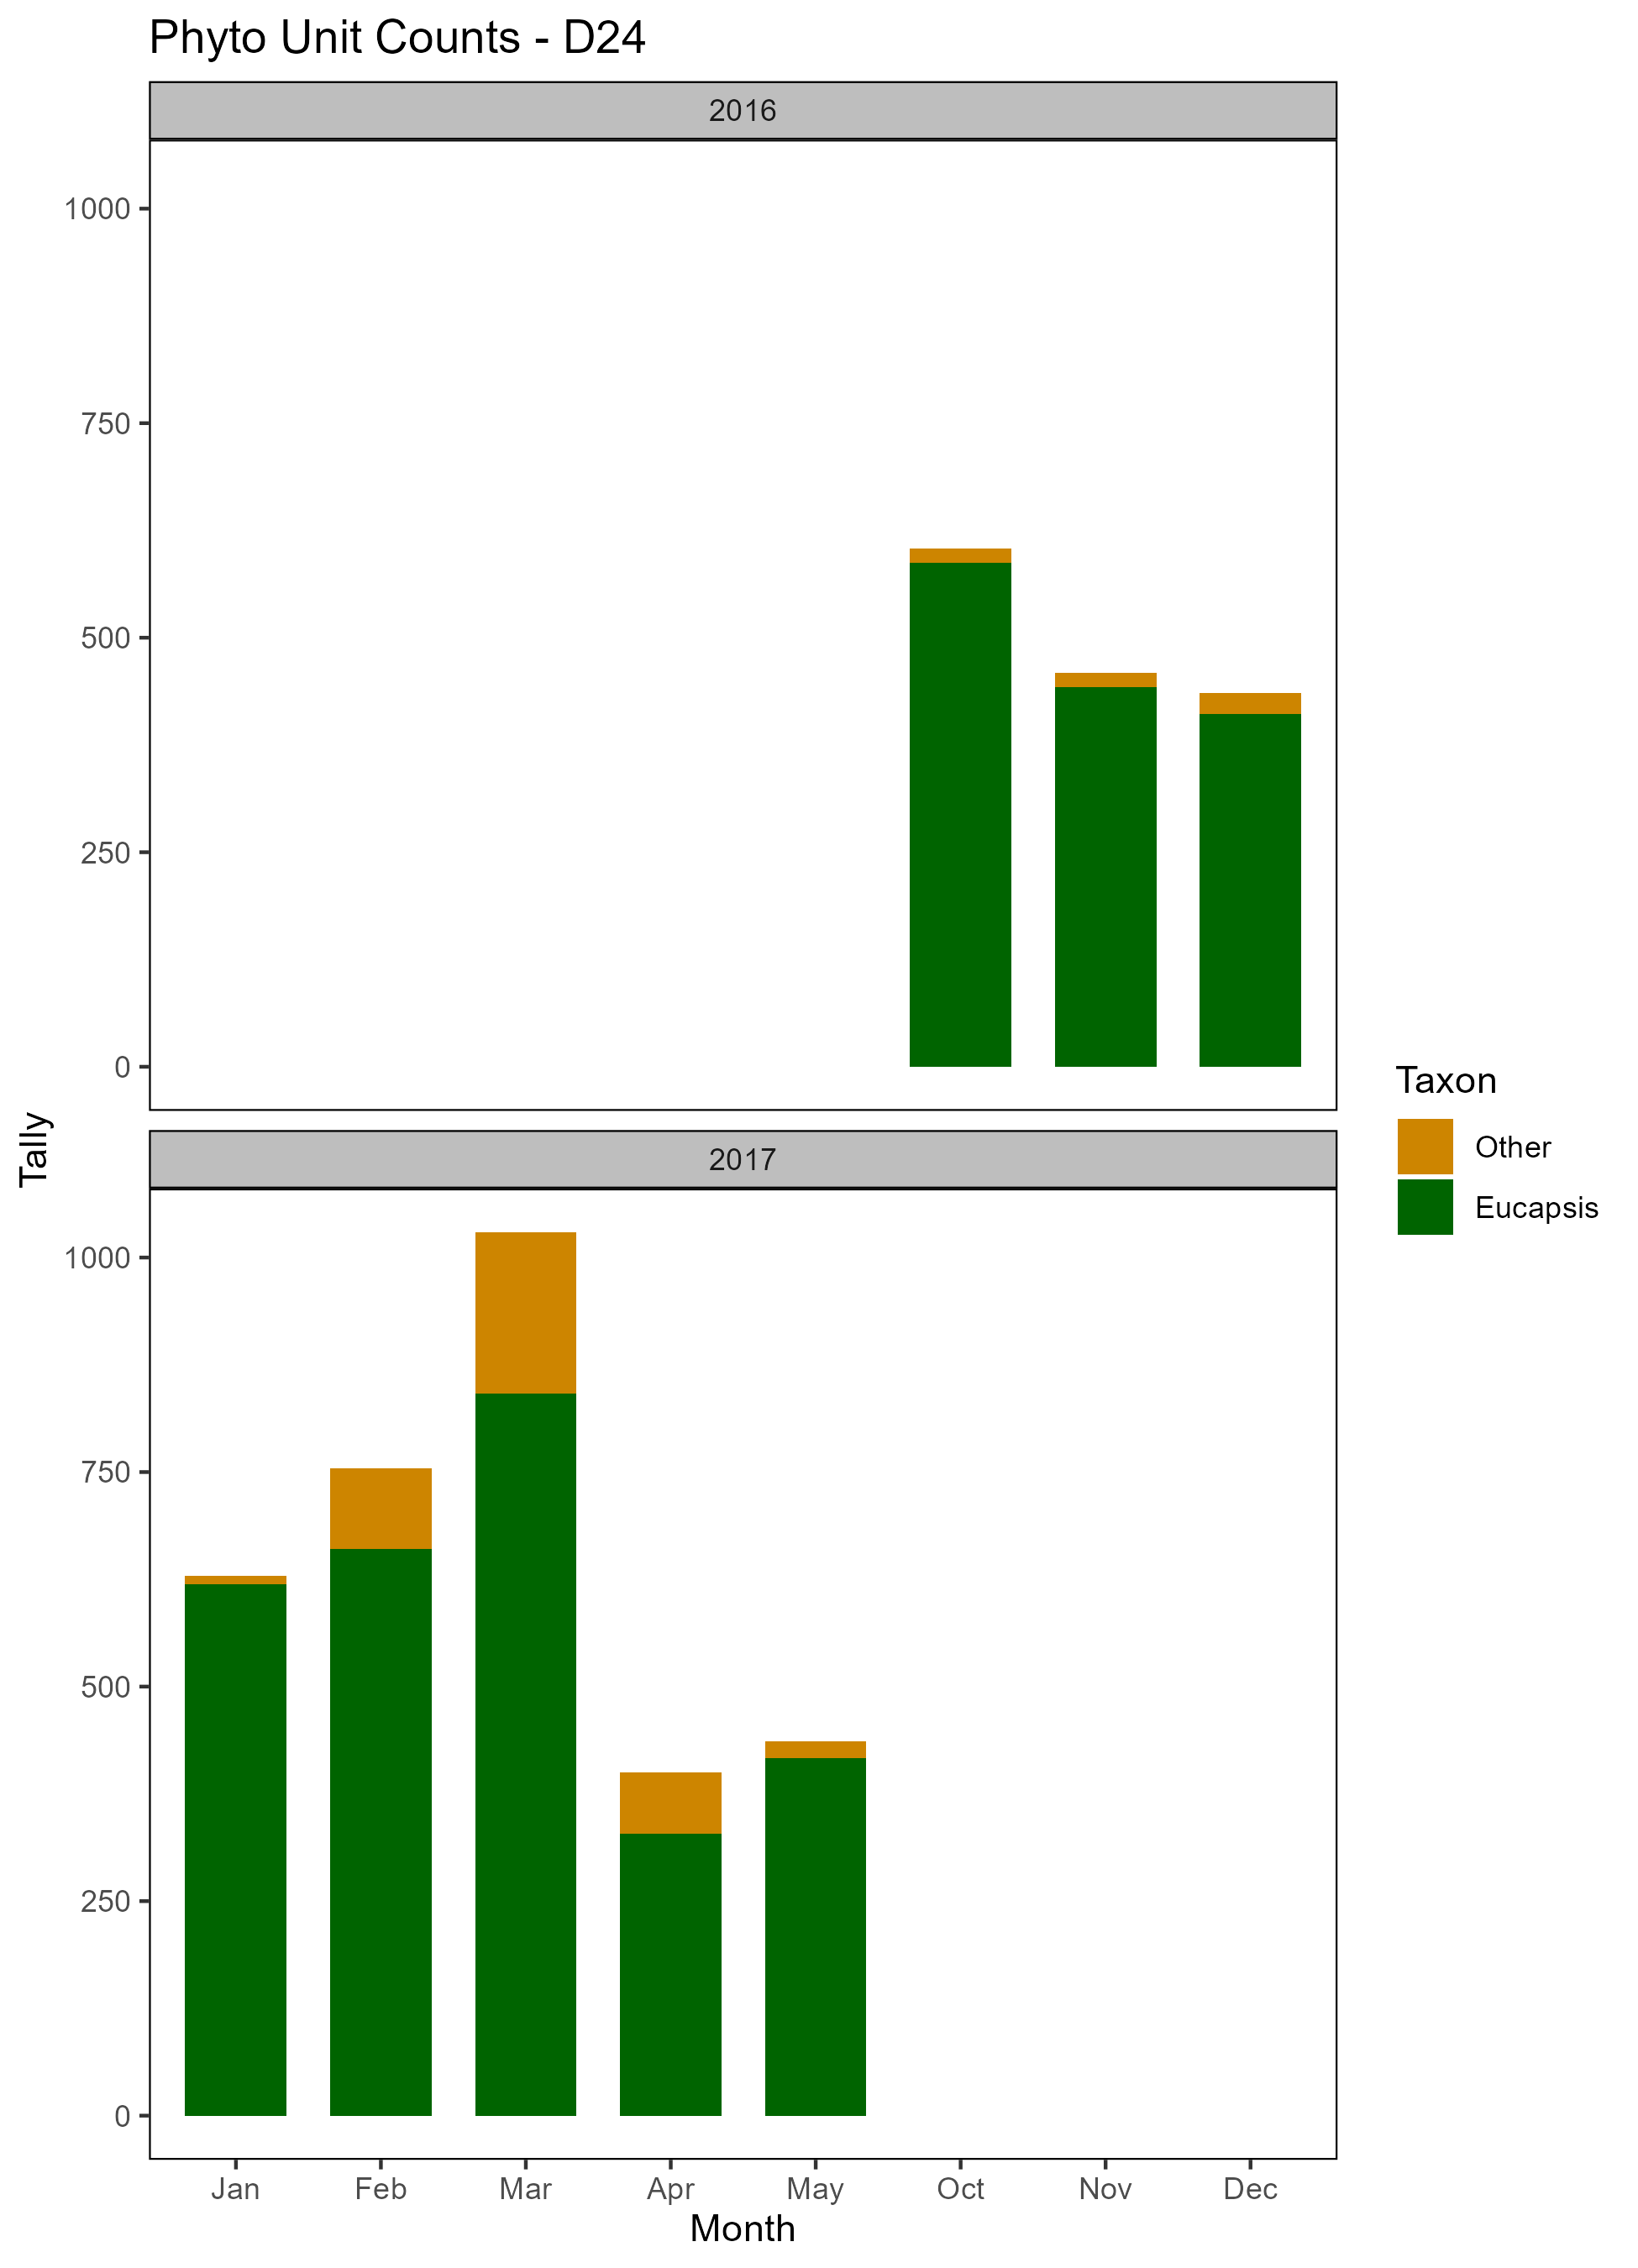 Phyto Unit Counts - D24
2016
1000
750
500
250
0
Tally
2017
1000
750
500
250
0
Jan Feb Mar Apr May Oct Nov Dec
Month
Taxon
Other
Eucapsis